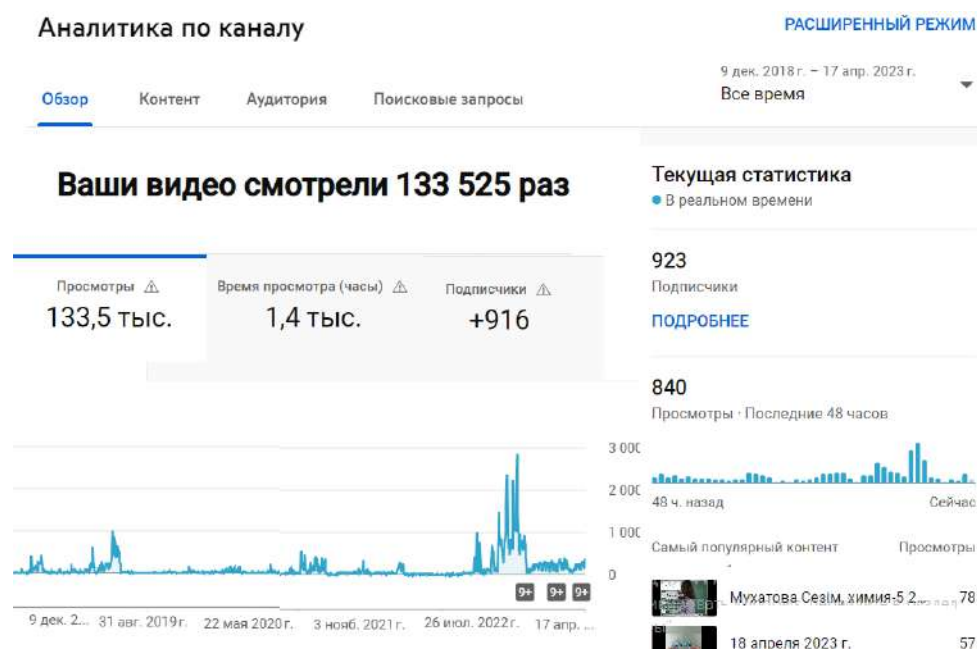 Аналитика по каналу
РАСШИРЕННЫЙ РЕЖИМ
Обзор Контент Аудитория Поисковые запросы
9 дек. 2018 г. – 17 апр. 2023 г.
Все время
Ваши видео смотрели 133 525 раз
Просмотры
133,5 тыс.
Время просмотра (часы)
1,4 тыс.
Подписчики
+916
3 000
2 000
1 000
0
9+ 9+ 9+
9 дек. 2... 31 авг. 2019 г. 22 мая 2020 г. 3 нояб. 2021 г. 26 июл. 2022 г. 17 апр. ...
Текущая статистика
В реальном времени
923
Подписчики
ПОДРОБНЕЕ
840
Просмотры · Последние 48 часов
48 ч. назад Сейчас
Самый популярный контент Просмотры
Мухатова Сезім, химия-5 2... 78
18 апреля 2023 г. 57